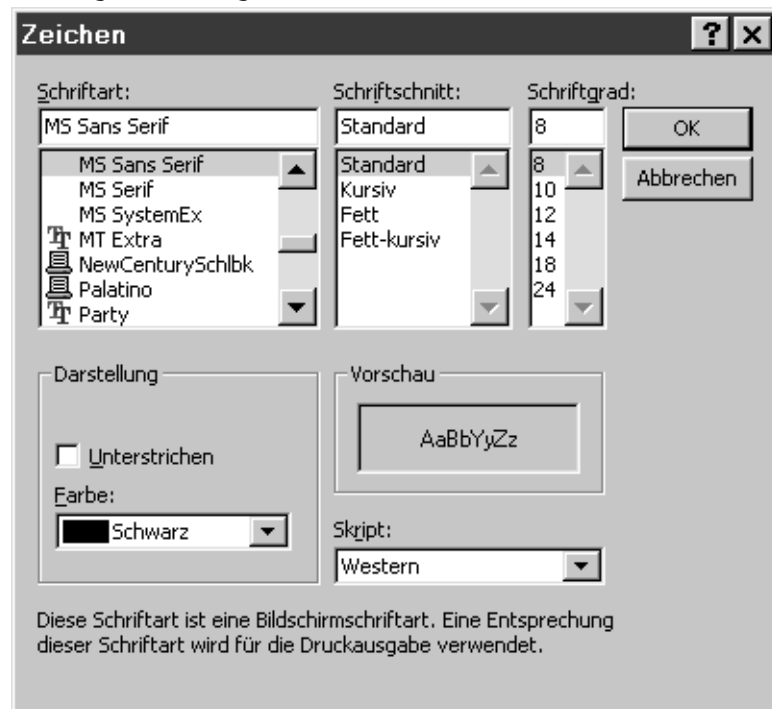 Zeichen
Schriftart:
MS Sans Serif
MS Sans Serif
MS Serif
MS SystemEx
MT Extra
NewCenturySchlbk
Palatino
Party
Schriftschnitt:
Standard
Standard
Kursiv
Fett
Fett-kursiv
Schriftgrad:
8
8
10
12
14
18
24
OK
Abbrechen
Darstellung
Unterstrichen
Farbe:
Schwarz
Vorschau
AaBbYyZz
Skript:
Western
Diese Schriftart ist eine Bildschirmschriftart. Eine Entsprechung
dieser Schriftart wird für die Druckausgabe verwendet.